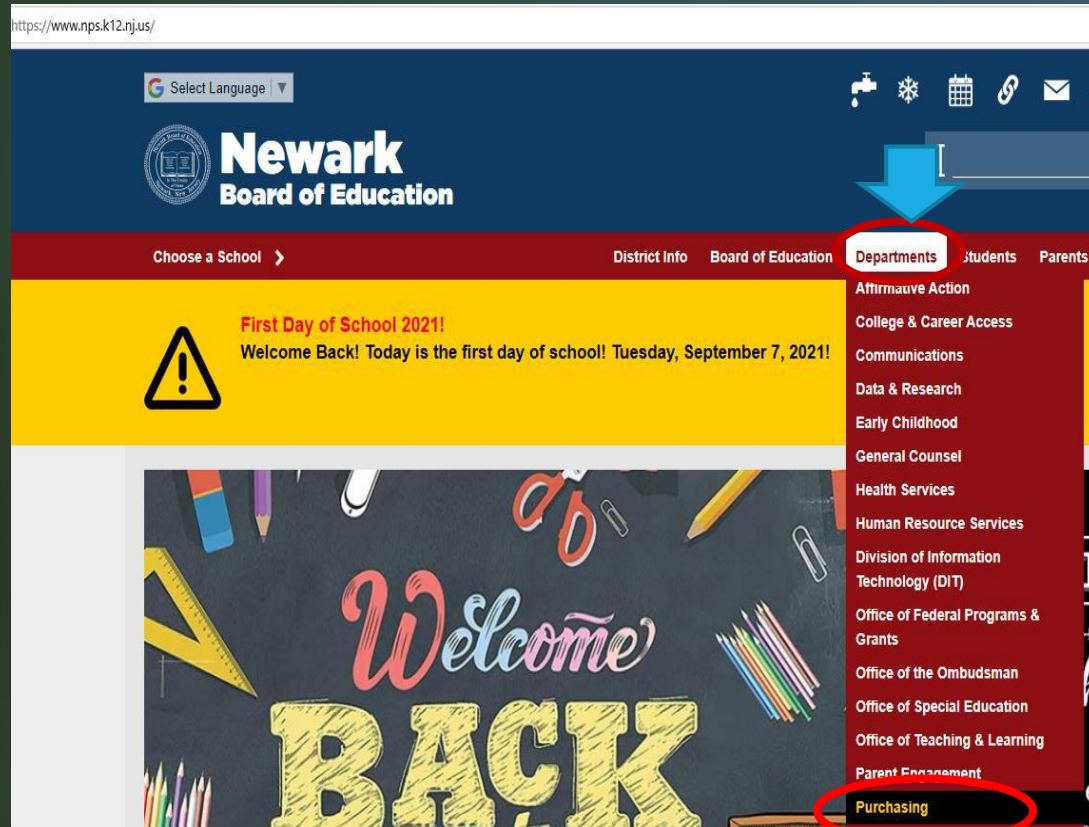 https://www.nps.k12.nj.us/
Select Language
Newark
Board of Education
Choose a School
District Info
Board of Education
Departments
Students
Parents
First Day of School 2021!
Welcome Back! Today is the first day of school! Tuesday, September 7, 2021!
Affirmative Action
College & Career Access
Communications
Data & Research
Early Childhood
General Counsel
Health Services
Human Resource Services
Division of Information
Technology (DIT)
Office of Federal Programs &
Grants
Office of the Ombudsman
Office of Special Education
Office of Teaching & Learning
Parent Engagement
Purchasing
Welcome
BACK